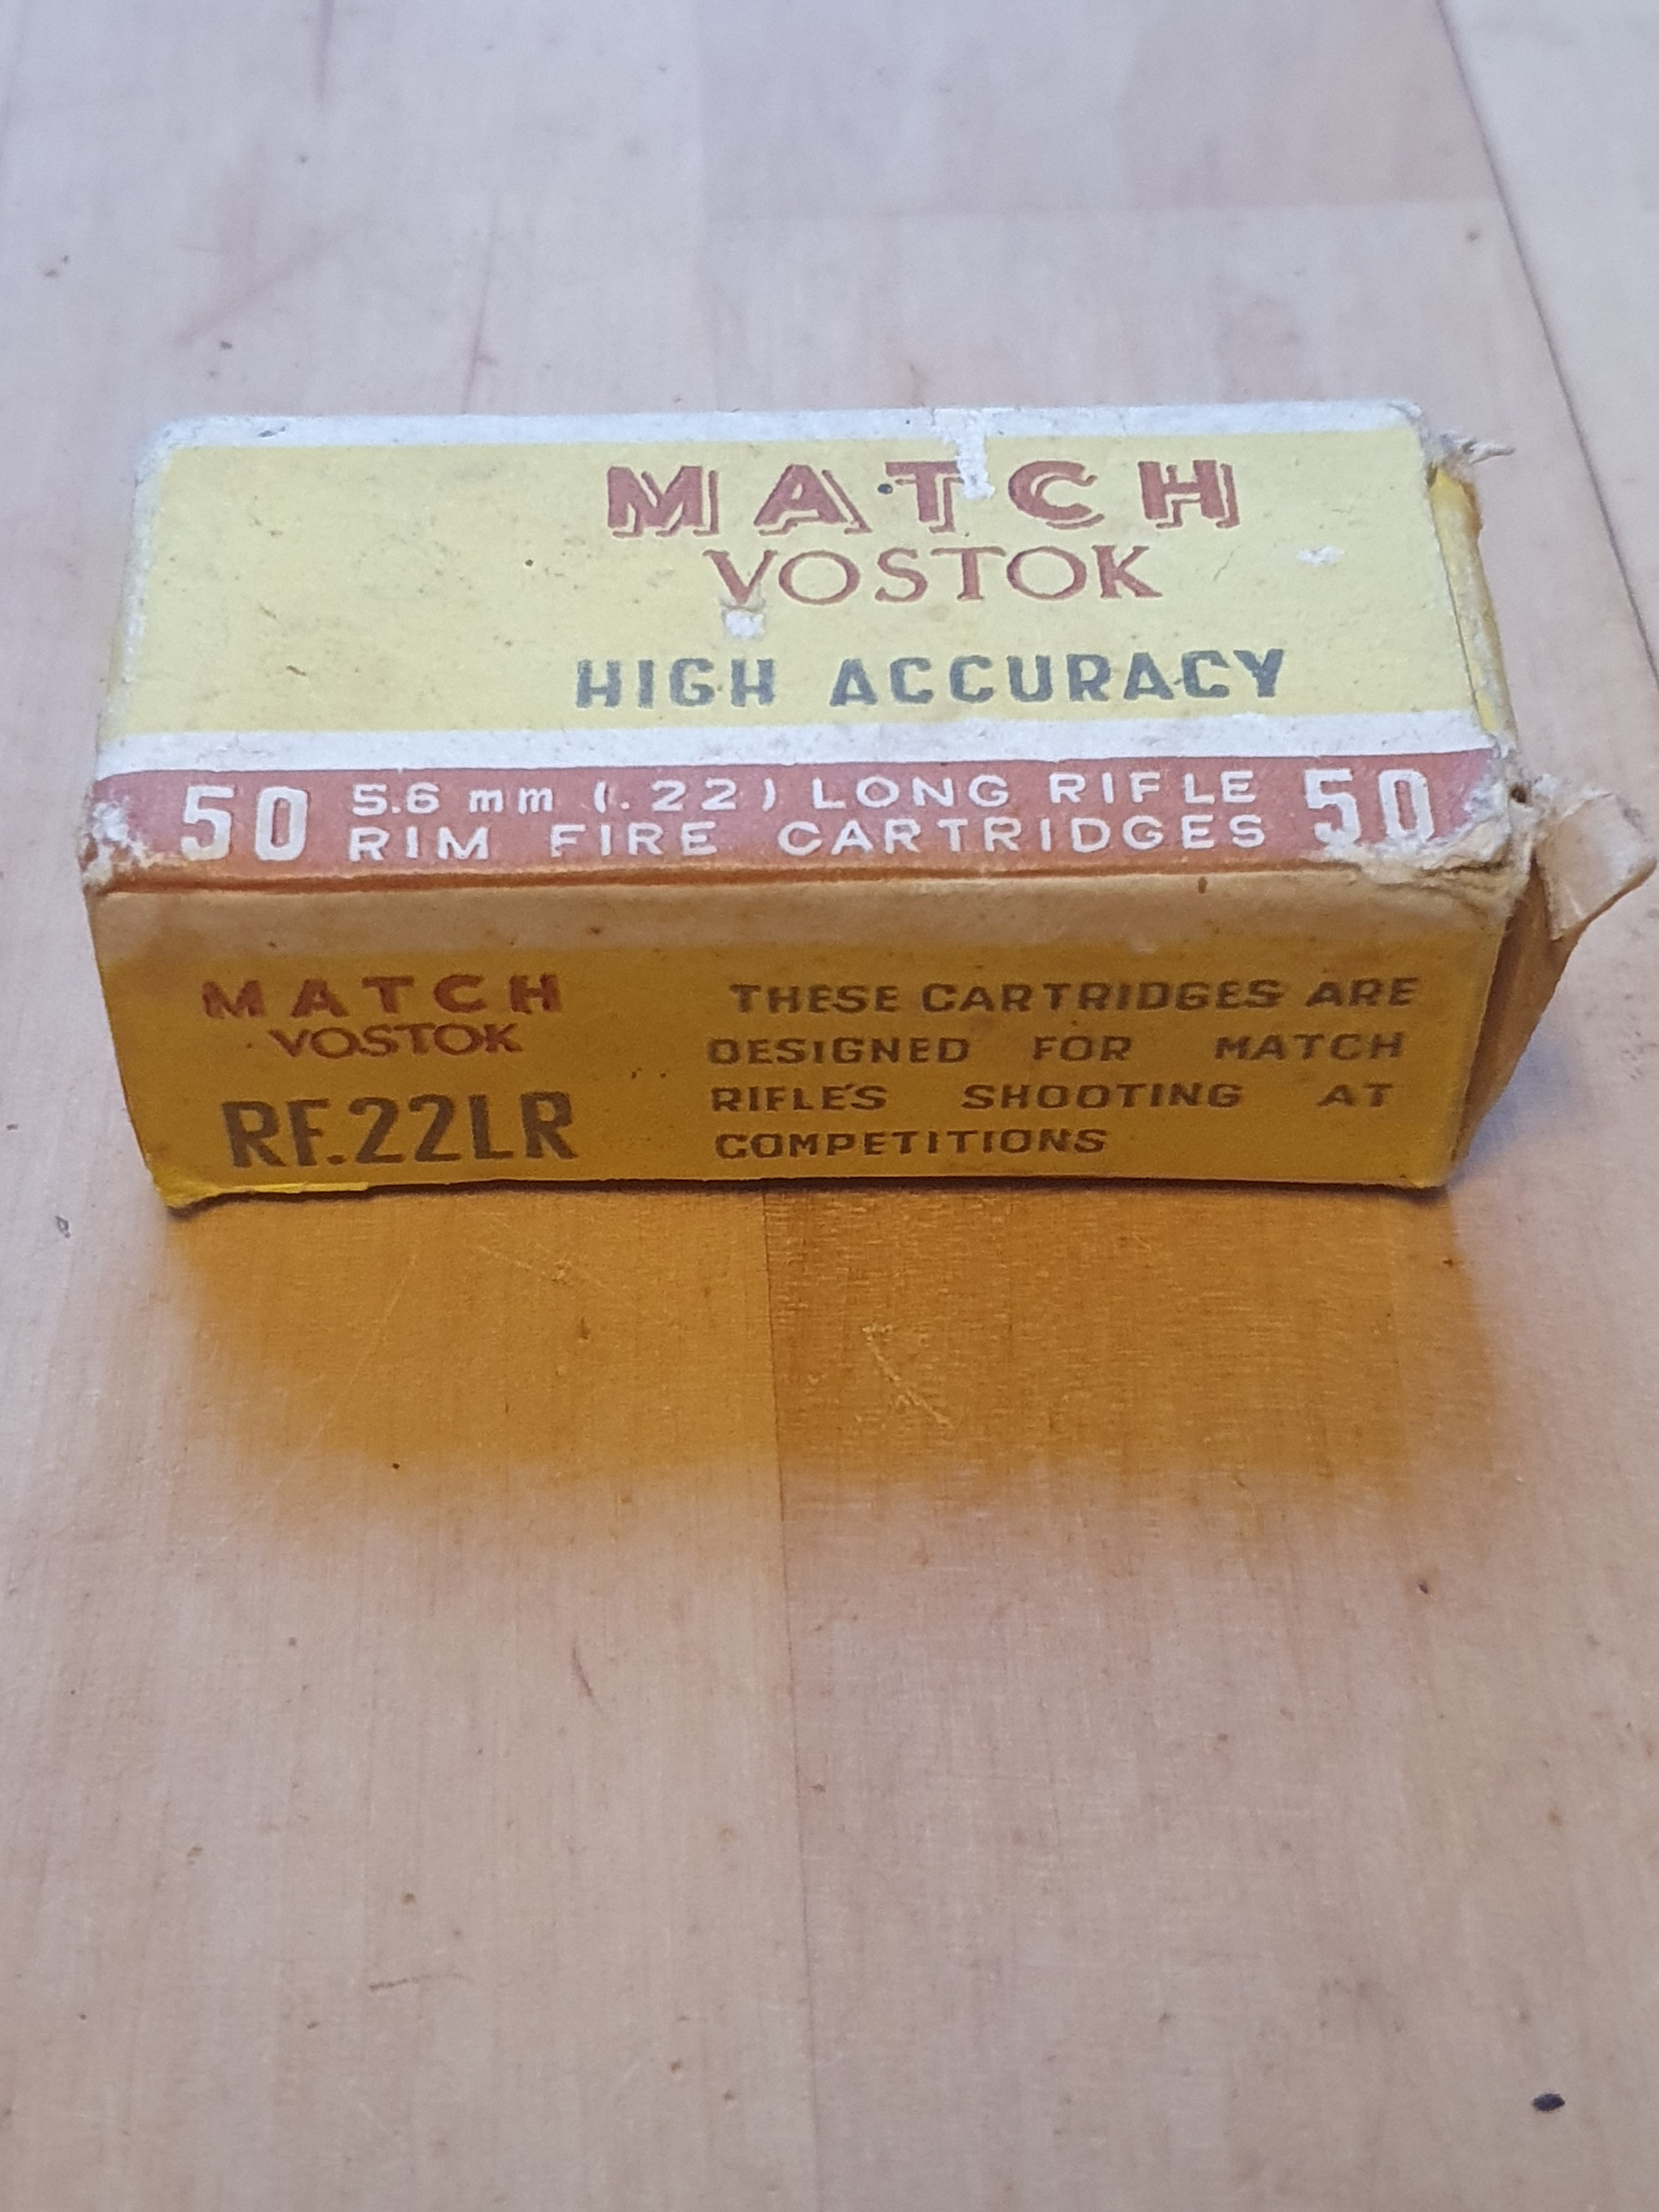 MATCH
VOSTOK
HIGH ACCURACY
50 5.6 mm (.22) LONG RIFLE 50
RIM FIRE CARTRIDGES
MATCH
VOSTOK
RF.22LR
THESE CARTRIDGES ARE
DESIGNED FOR MATCH
RIFLE'S SHOOTING AT
COMPETITIONS